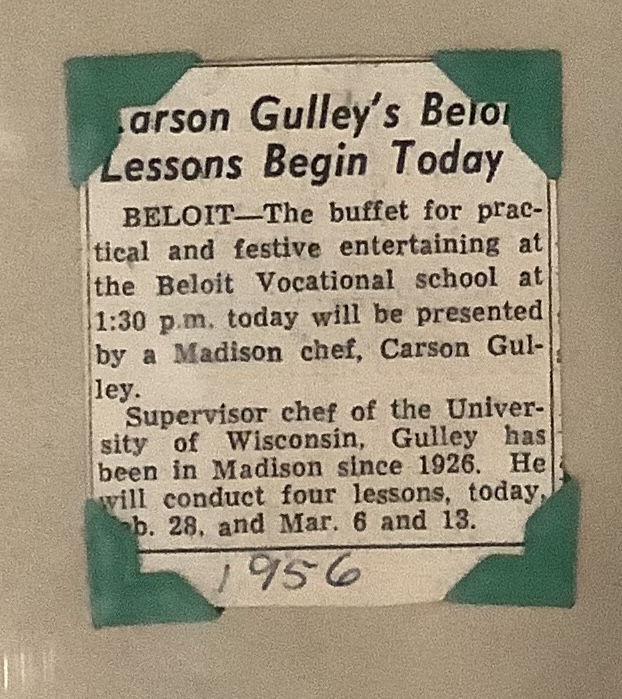 arson Gulley's Beloi
Lessons Begin Today
BELOIT—The buffet for prac-
tical and festive entertaining at
the Beloit Vocational school at
1:30 p.m. today will be presented
by a Madison chef, Carson Gul-
ley.
Supervisor chef of the Univer-
sity of Wisconsin, Gulley has
been in Madison since 1926. He
will conduct four lessons, today,
b. 28, and Mar. 6 and 13.
1956